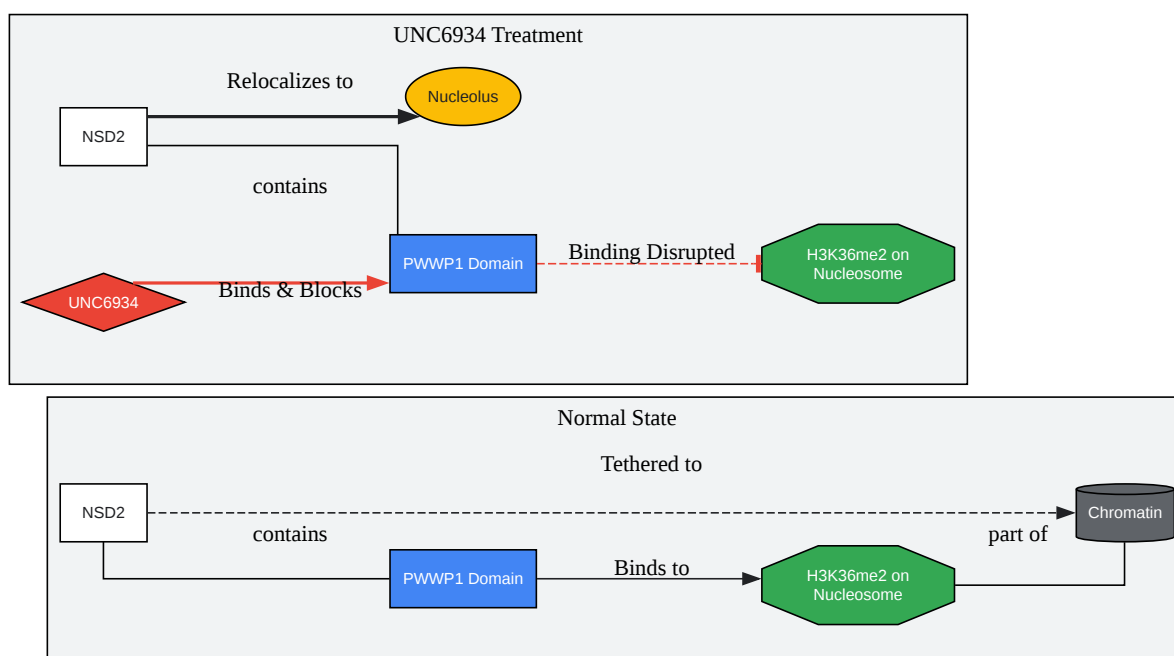 UNC6934 Treatment
Relocalizes to
Nucleolus
NSD2
contains
Binding Disrupted
H3K36me2 on
Nucleosome
PWWP1 Domain
Binds & Blocks
UNC6934
Normal State
Tethered to
NSD2
Chromatin
contains
part of
Binds to
H3K36me2 on
Nucleosome
PWWP1 Domain